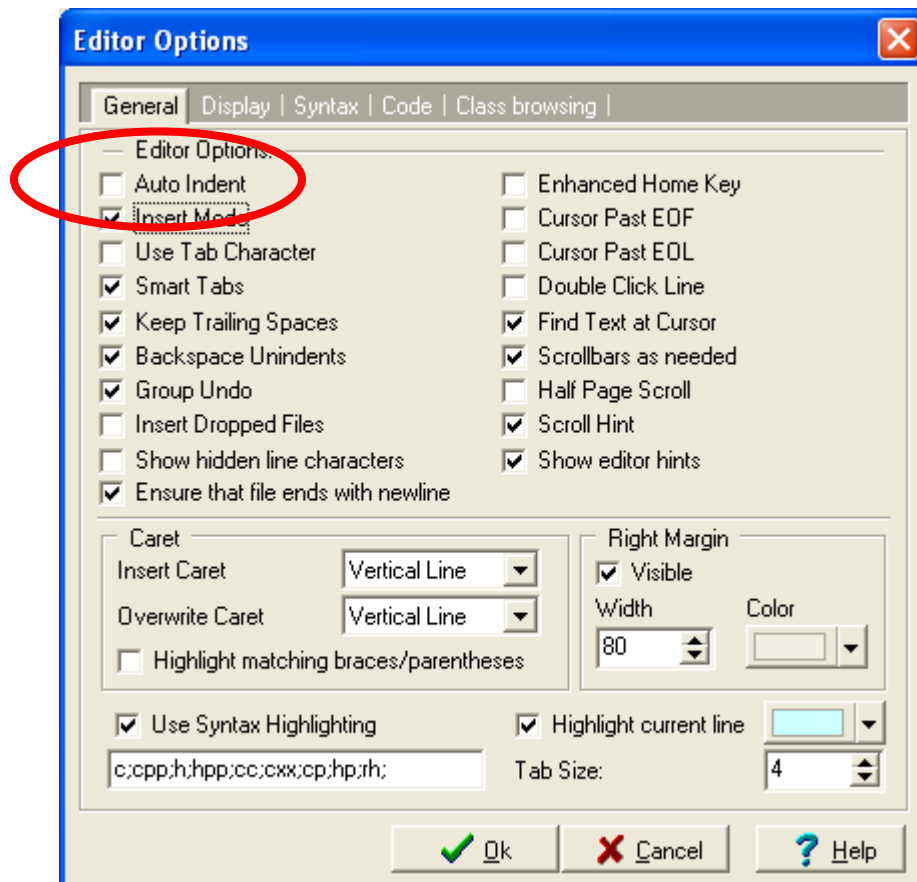 Editor Options
General | Display | Syntax | Code | Class browsing |
Editor Options:
Auto Indent
Enhanced Home Key
Insert Mode
Cursor Past EOF
Use Tab Character
Cursor Past EOL
Smart Tabs
Double Click Line
Keep Trailing Spaces
Find Text at Cursor
Backspace Unindents
Scrollbars as needed
Group Undo
Half Page Scroll
Insert Dropped Files
Scroll Hint
Show hidden line characters
Show editor hints
Ensure that file ends with newline
Caret
Right Margin
Insert Caret
Vertical Line
Visible
Overwrite Caret
Vertical Line
Width
Color
80
Highlight matching braces/parentheses
Use Syntax Highlighting
Highlight current line
c;cpp;h;hpp;cc;cxx;cp;hp;rh;
Tab Size:
4
Ok
Cancel
? Help